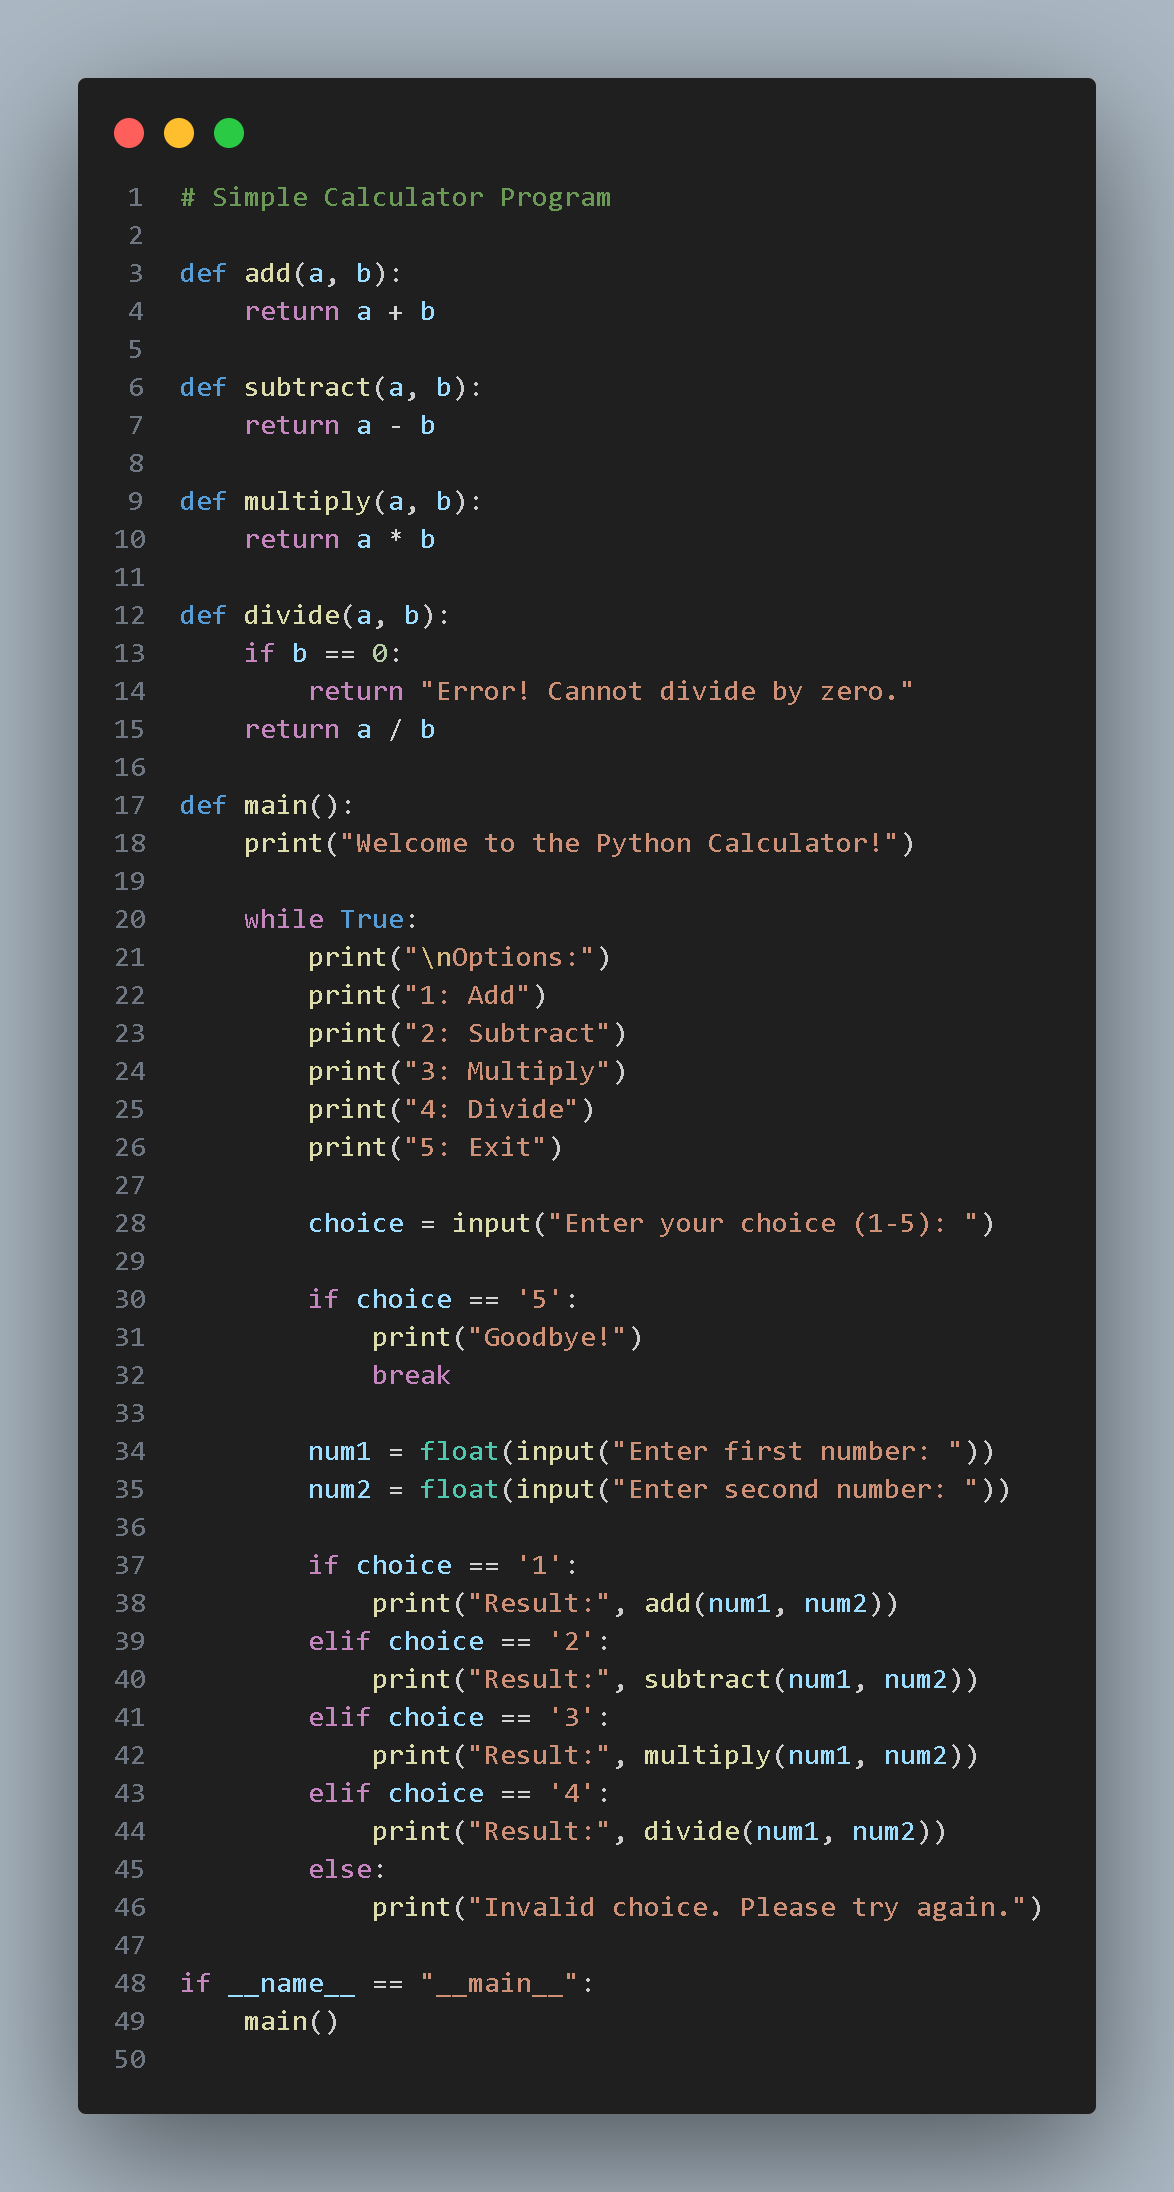 1 # Simple Calculator Program
2
3 def add(a, b):
4     return a + b
5
6 def subtract(a, b):
7     return a - b
8
9 def multiply(a, b):
10     return a * b
11
12 def divide(a, b):
13     if b == 0:
14         return "Error! Cannot divide by zero."
15     return a / b
16
17 def main():
18     print("Welcome to the Python Calculator!")
19
20     while True:
21         print("\nOptions:")
22         print("1: Add")
23         print("2: Subtract")
24         print("3: Multiply")
25         print("4: Divide")
26         print("5: Exit")
27
28         choice = input("Enter your choice (1-5): ")
29
30         if choice == '5':
31             print("Goodbye!")
32             break
33
34         num1 = float(input("Enter first number: "))
35         num2 = float(input("Enter second number: "))
36
37         if choice == '1':
38             print("Result:", add(num1, num2))
39         elif choice == '2':
40             print("Result:", subtract(num1, num2))
41         elif choice == '3':
42             print("Result:", multiply(num1, num2))
43         elif choice == '4':
44             print("Result:", divide(num1, num2))
45         else:
46             print("Invalid choice. Please try again.")
47
48 if __name__ == "__main__":
49     main()
50